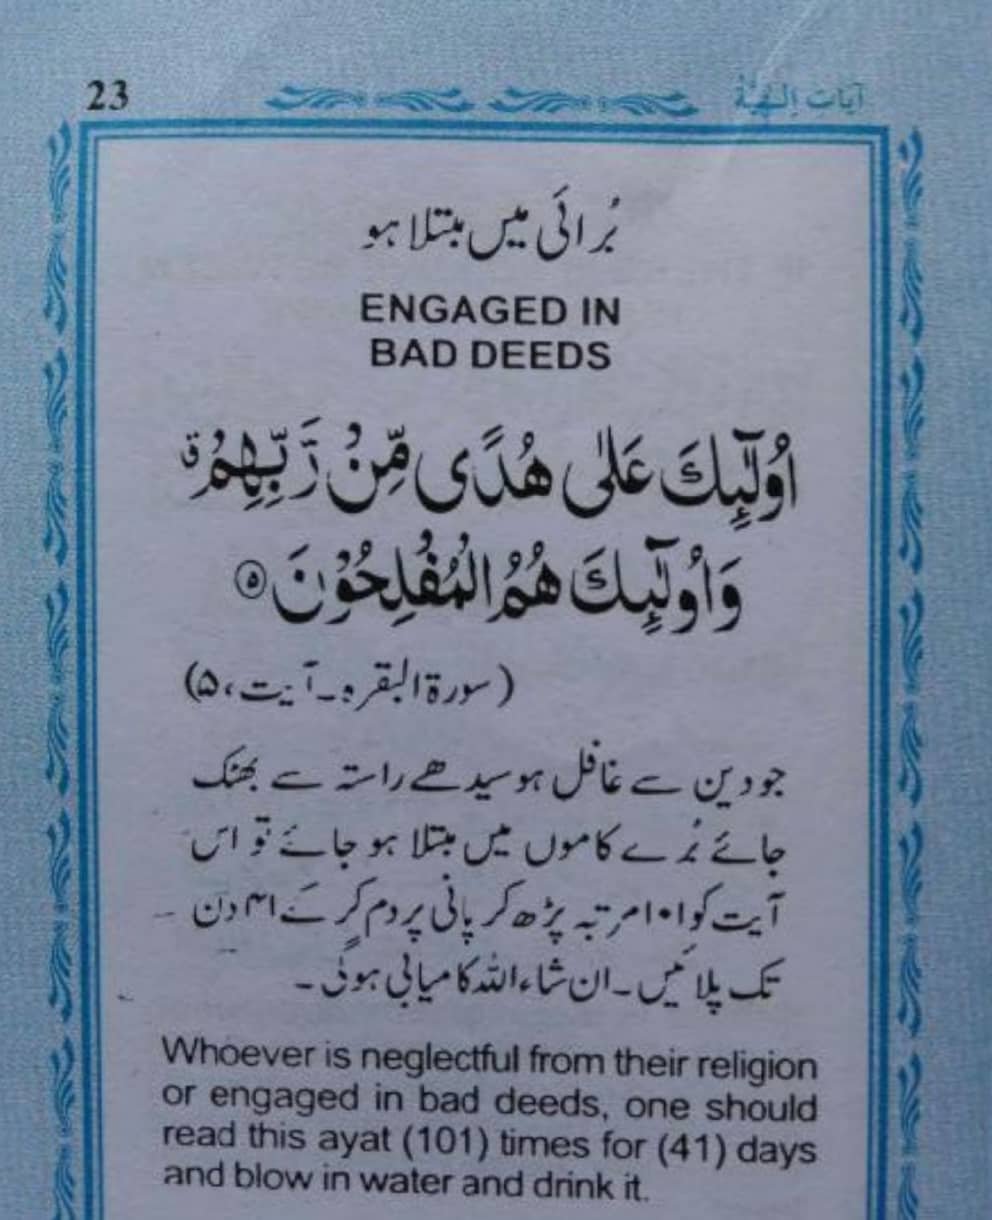 23
آیات الٰہیہ
بُرائی میں مبتلا ہو
ENGAGED IN
BAD DEEDS
اُولٰٓئِكَ عَلٰى هُدًى مِّنْ رَّبِّهِمْ ۗ
وَاُولٰٓئِكَ هُمُ الْمُفْلِحُوْنَ ⓹
(سورۃ البقرہ۔آیت،۵)
جو دین سے غافل ہو سیدھے راستہ سے بھٹک
جائے بُرے کاموں میں مبتلا ہو جائے تو اس
آیت کو ۱۰۱ مرتبہ پڑھ کر پانی پر دم کر کے ۴۱ دن
تک پلائیں۔ان شاء اللہ کامیابی ہوگی۔
Whoever is neglectful from their religion
or engaged in bad deeds, one should
read this ayat (101) times for (41) days
and blow in water and drink it.